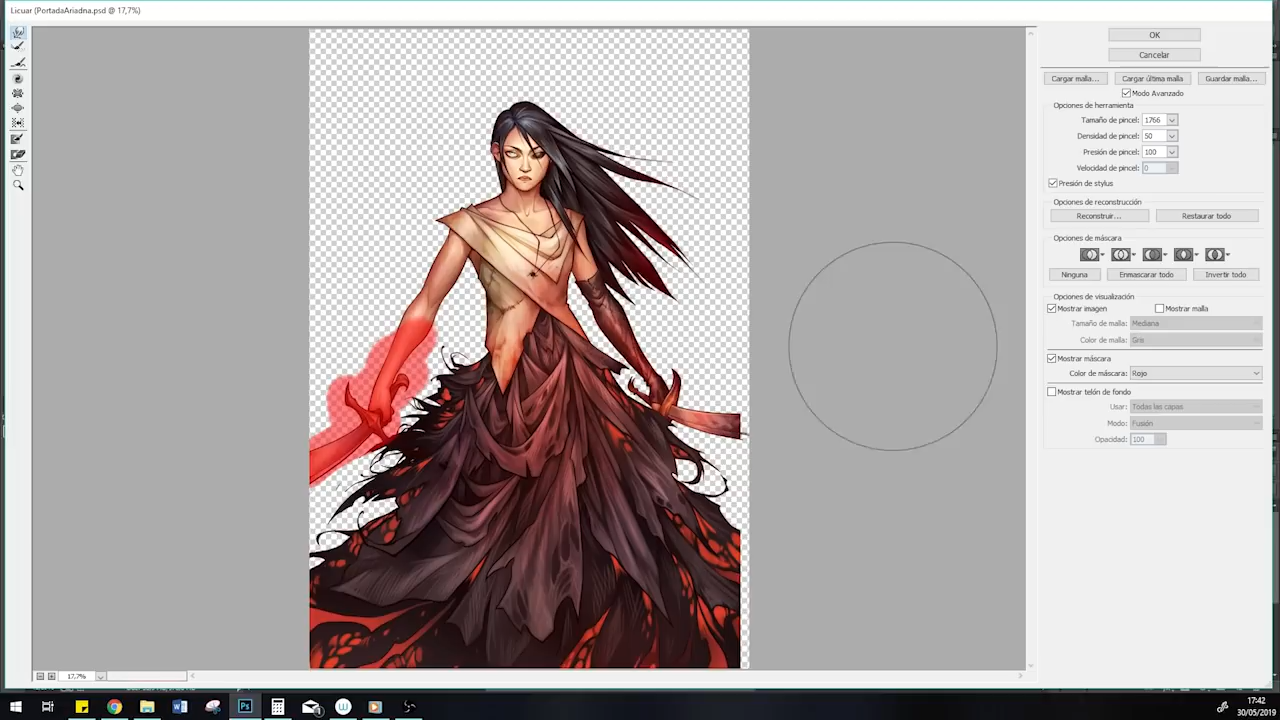 Licuar (PortadaAriadna.psd @ 17,7%)
OK
Cancelar
Cargar malla...
Cargar última malla
Guardar malla...
Modo Avanzado
Opciones de herramienta
Tamaño de pincel: 1766
Densidad de pincel: 50
Presión de pincel: 100
Velocidad de pincel: 0
Presión de stylus
Opciones de reconstrucción
Reconstruir...
Restaurar todo
Opciones de máscara
Ninguna
Enmascarar todo
Invertir todo
Opciones de visualización
Mostrar imagen
Mostrar malla
Tamaño de malla: Mediana
Color de malla: Gris
Mostrar máscara
Color de máscara: Rojo
Mostrar telón de fondo
Usar: Todas las capas
Modo: Fusión
Opacidad: 100
17,7%
Ps
17:42
30/05/2019